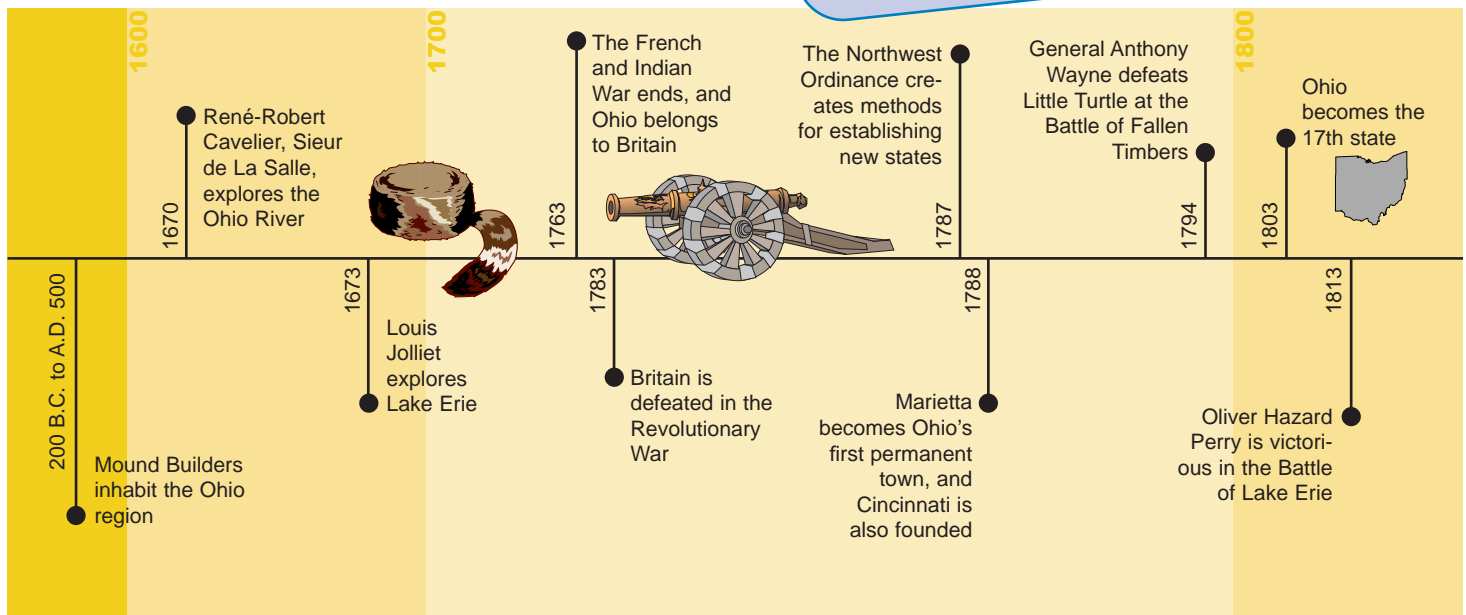 1600
1700
1800
200 B.C. to A.D. 500
Mound Builders
inhabit the Ohio
region
1670
René-Robert
Cavelier, Sieur
de La Salle,
explores the
Ohio River
1673
Louis
Jolliet
explores
Lake Erie
1763
The French
and Indian
War ends, and
Ohio belongs
to Britain
1783
Britain is
defeated in the
Revolutionary
War
1787
The Northwest
Ordinance cre-
ates methods
for establishing
new states
1788
Marietta
becomes Ohio’s
first permanent
town, and
Cincinnati is
also founded
1794
General Anthony
Wayne defeats
Little Turtle at the
Battle of Fallen
Timbers
1803
Ohio
becomes the
17th state
1813
Oliver Hazard
Perry is victori-
ous in the Battle
of Lake Erie